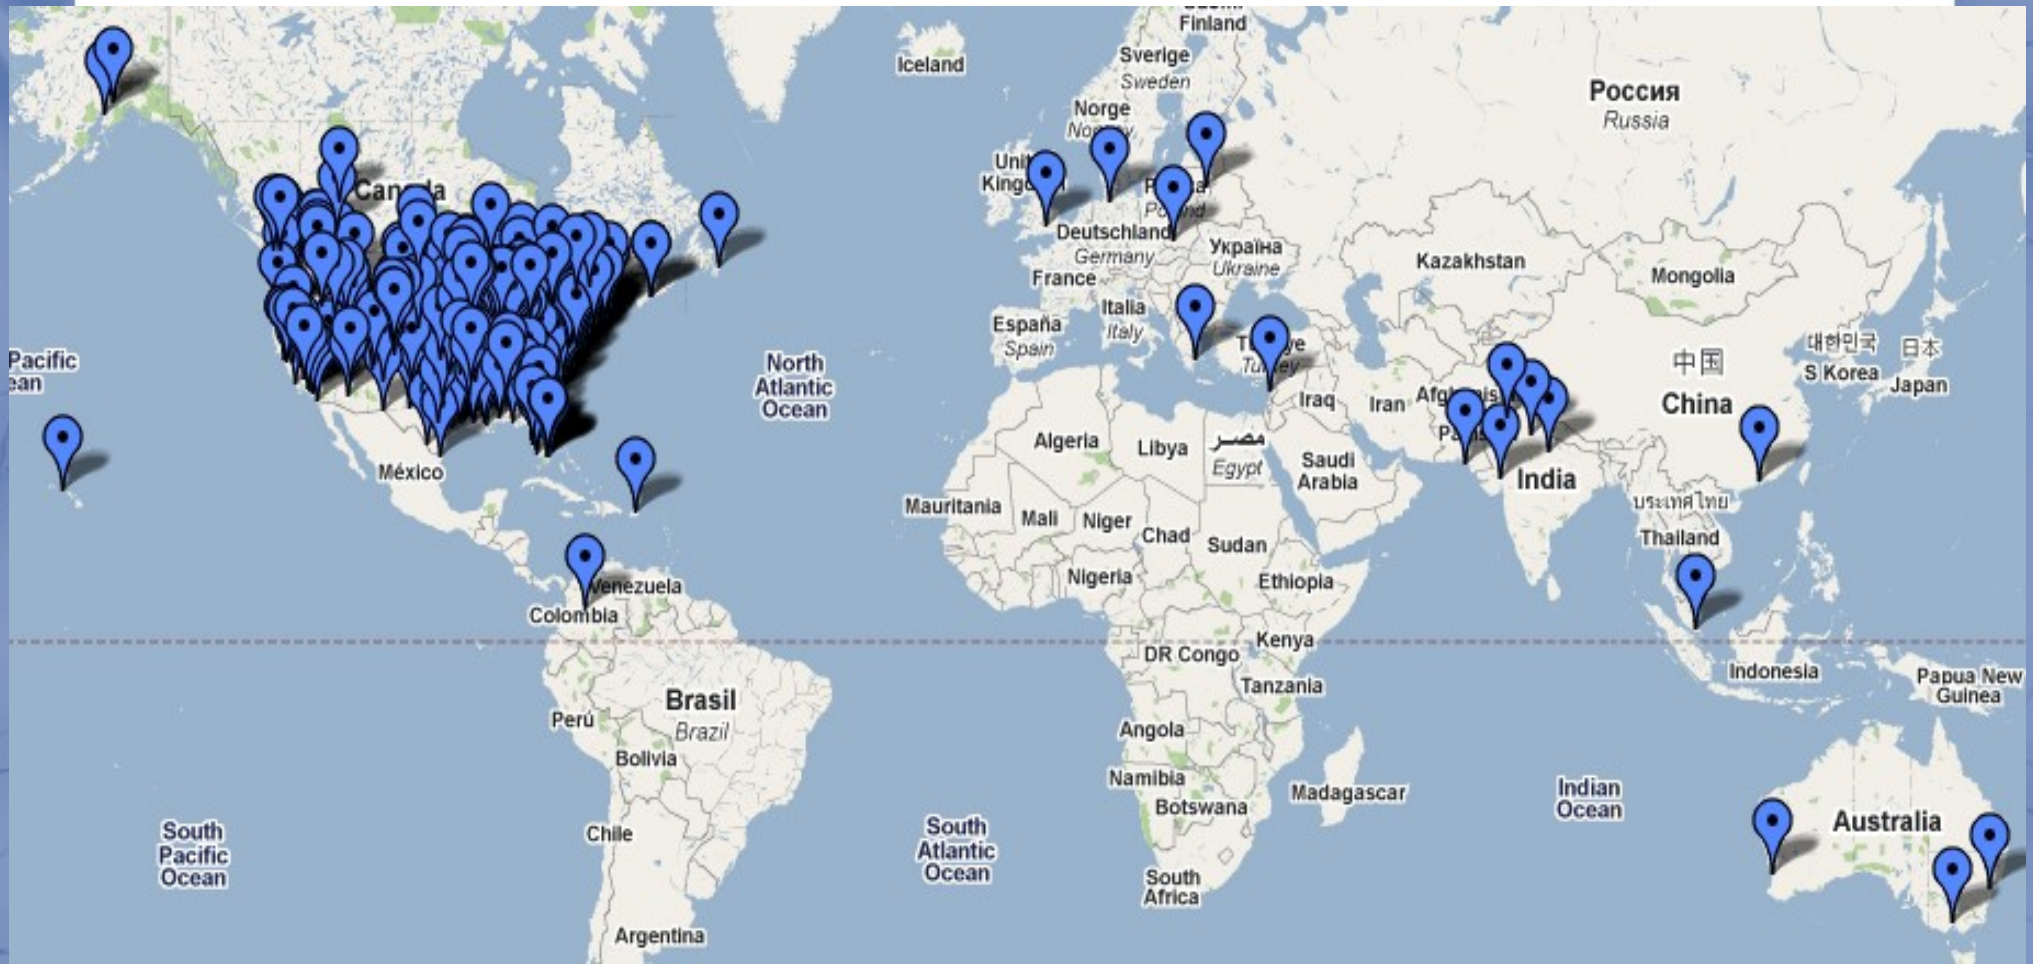 Finland
Iceland
Sverige
Sweden
Россия
Russia
Norge
Canada
Deutschland
Germany
Україна
Ukraine
France
Kazakhstan
Mongolia
Italia
Italy
España
Spain
Pacific
North
Atlantic
Ocean
中国
China
대한민국
S Korea
日本
Japan
Iraq
Iran
Algeria
Libya
مصر
Egypt
Saudi
Arabia
India
México
Mauritania
Mali
Niger
Chad
Sudan
ประเทศไทย
Thailand
Nigeria
Ethiopia
Venezuela
Colombia
Kenya
DR Congo
Tanzania
Indonesia
Papua New
Guinea
Brasil
Brazil
Perú
Bolivia
Angola
Namibia
Botswana
Madagascar
Indian
Ocean
Chile
South
Pacific
Ocean
South
Atlantic
Ocean
Australia
South
Africa
Argentina